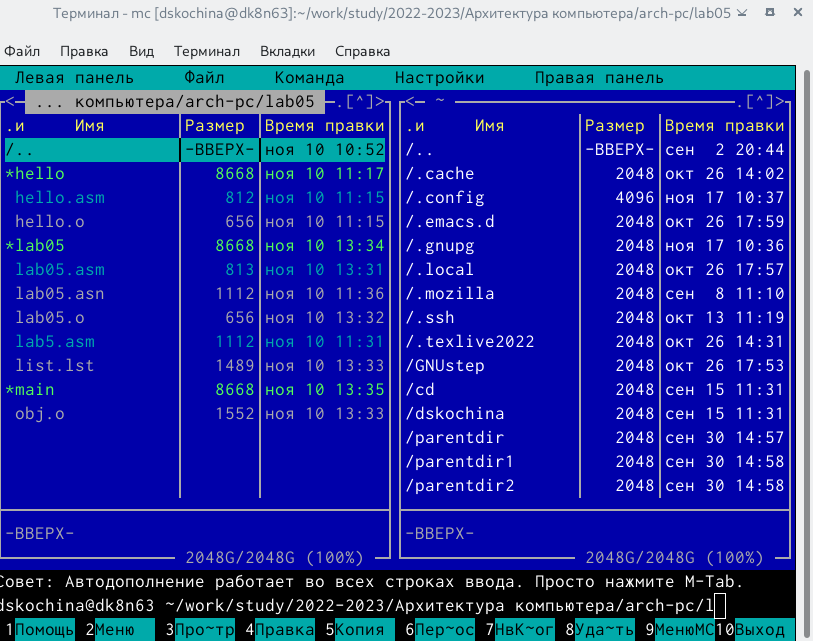 Терминал - mc [dskochina@dk8n63]:~/work/study/2022-2023/Архитектура компьютера/arch-pc/lab05
Файл Правка Вид Терминал Вкладки Справка
Левая панель Файл Команда Настройки Правая панель
<— ... компьютера/arch-pc/lab05 —.[^]> <— ~ —.[^]>
.и Имя Размер Время правки .и Имя Размер Время правки
/.. -ВВЕРХ- ноя 10 10:52 /.. -ВВЕРХ- сен 2 20:44
*hello 8668 ноя 10 11:17 /.cache 2048 окт 26 14:02
hello.asm 812 ноя 10 11:15 /.config 4096 ноя 17 10:37
hello.o 656 ноя 10 11:15 /.emacs.d 2048 окт 26 17:59
*lab05 8668 ноя 10 13:34 /.gnupg 2048 ноя 17 10:36
lab05.asm 813 ноя 10 13:31 /.local 2048 окт 26 17:57
lab05.asn 1112 ноя 10 11:36 /.mozilla 2048 сен 8 11:10
lab05.o 656 ноя 10 13:32 /.ssh 2048 окт 13 11:19
lab5.asm 1112 ноя 10 11:31 /.texlive2022 2048 окт 26 14:31
list.lst 1489 ноя 10 13:33 /GNUstep 2048 окт 26 17:53
*main 8668 ноя 10 13:35 /cd 2048 сен 15 11:31
obj.o 1552 ноя 10 13:33 /dskochina 2048 сен 15 11:31
/parentdir 2048 сен 30 14:57
/parentdir1 2048 сен 30 14:58
/parentdir2 2048 сен 30 14:58
-ВВЕРХ- -ВВЕРХ-
2048G/2048G (100%) 2048G/2048G (100%)
Совет: Автодополнение работает во всех строках ввода. Просто нажмите M-Tab.
dskochina@dk8n63 ~/work/study/2022-2023/Архитектура компьютера/arch-pc/l
1Помощь 2Меню 3Про~тр 4Правка 5Копия 6Пер~ос 7НвК~ог 8Уда~ть 9МенюMC 10Выход